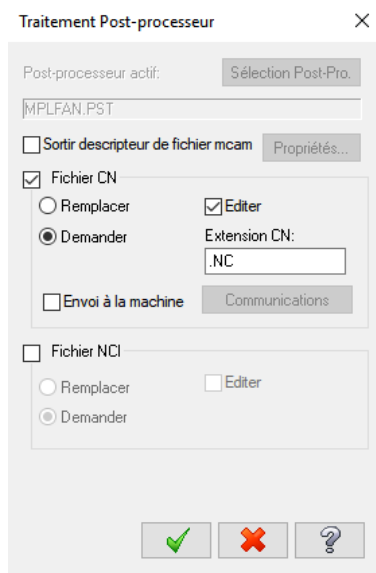 Traitement Post-processeur
Post-processeur actif:
Sélection Post-Pro.
MPLFAN.PST
Sortir descripteur de fichier mcam
Propriétés...
Fichier CN
Remplacer
Editer
Demander
Extension CN:
.NC
Envoi à la machine
Communications
Fichier NCI
Remplacer
Editer
Demander